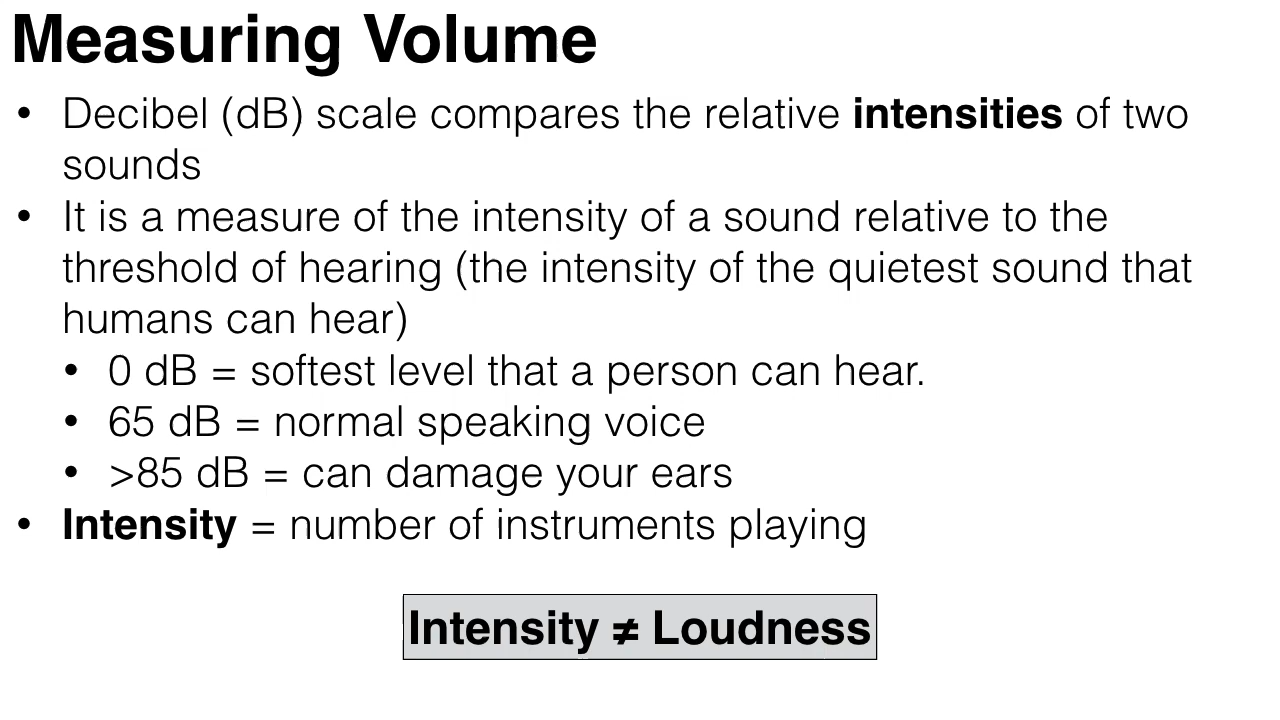 Measuring Volume
• Decibel (dB) scale compares the relative intensities of two
sounds
• It is a measure of the intensity of a sound relative to the
threshold of hearing (the intensity of the quietest sound that
humans can hear)
• 0 dB = softest level that a person can hear.
• 65 dB = normal speaking voice
• >85 dB = can damage your ears
• Intensity = number of instruments playing
Intensity ≠ Loudness